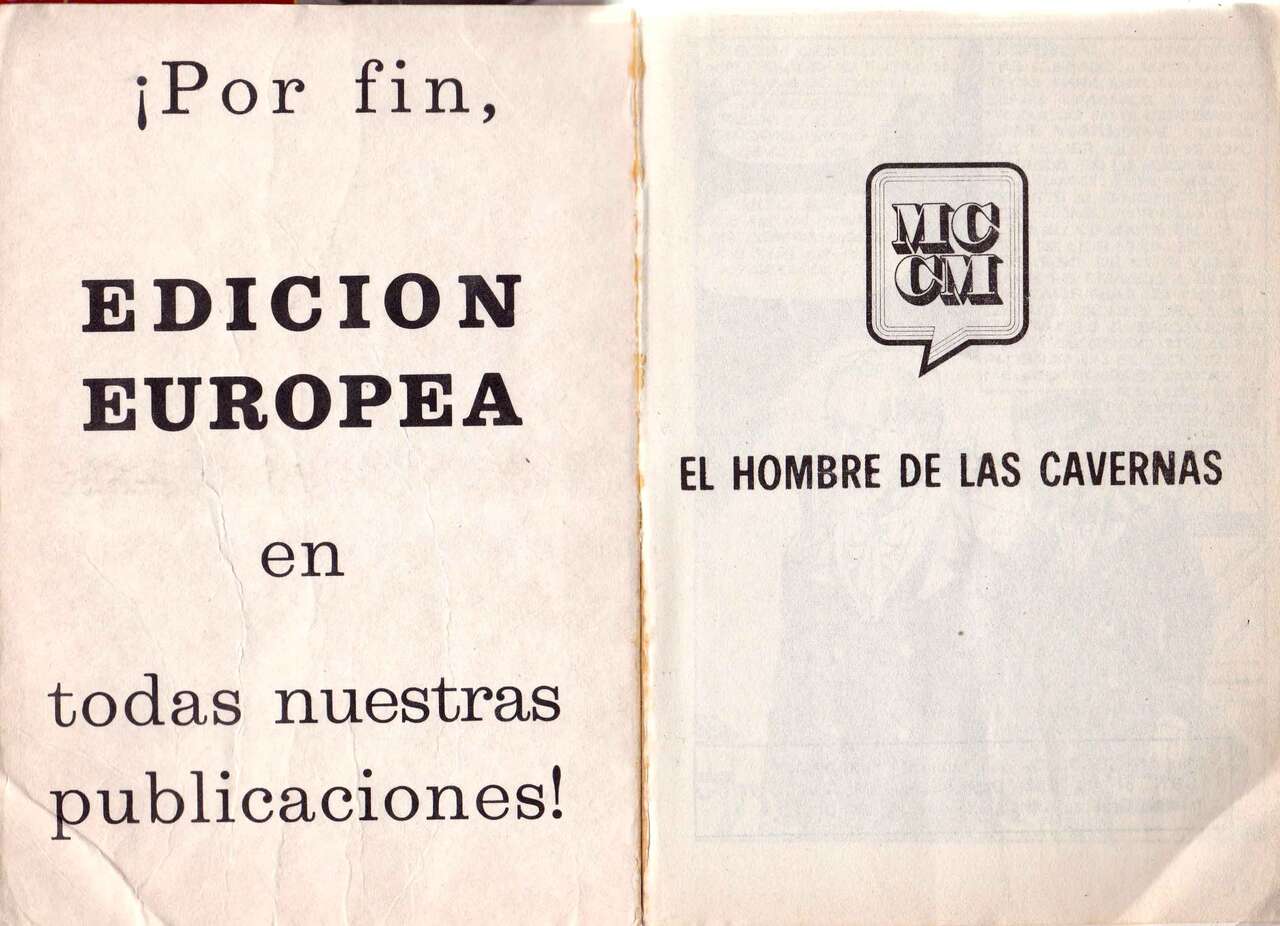 ¡Por fin,
EDICION
EUROPEA
en
todas nuestras
publicaciones!
MC
CM
EL HOMBRE DE LAS CAVERNAS